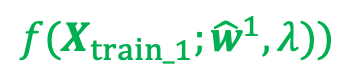 f(X_train_1; ŵ¹, λ))